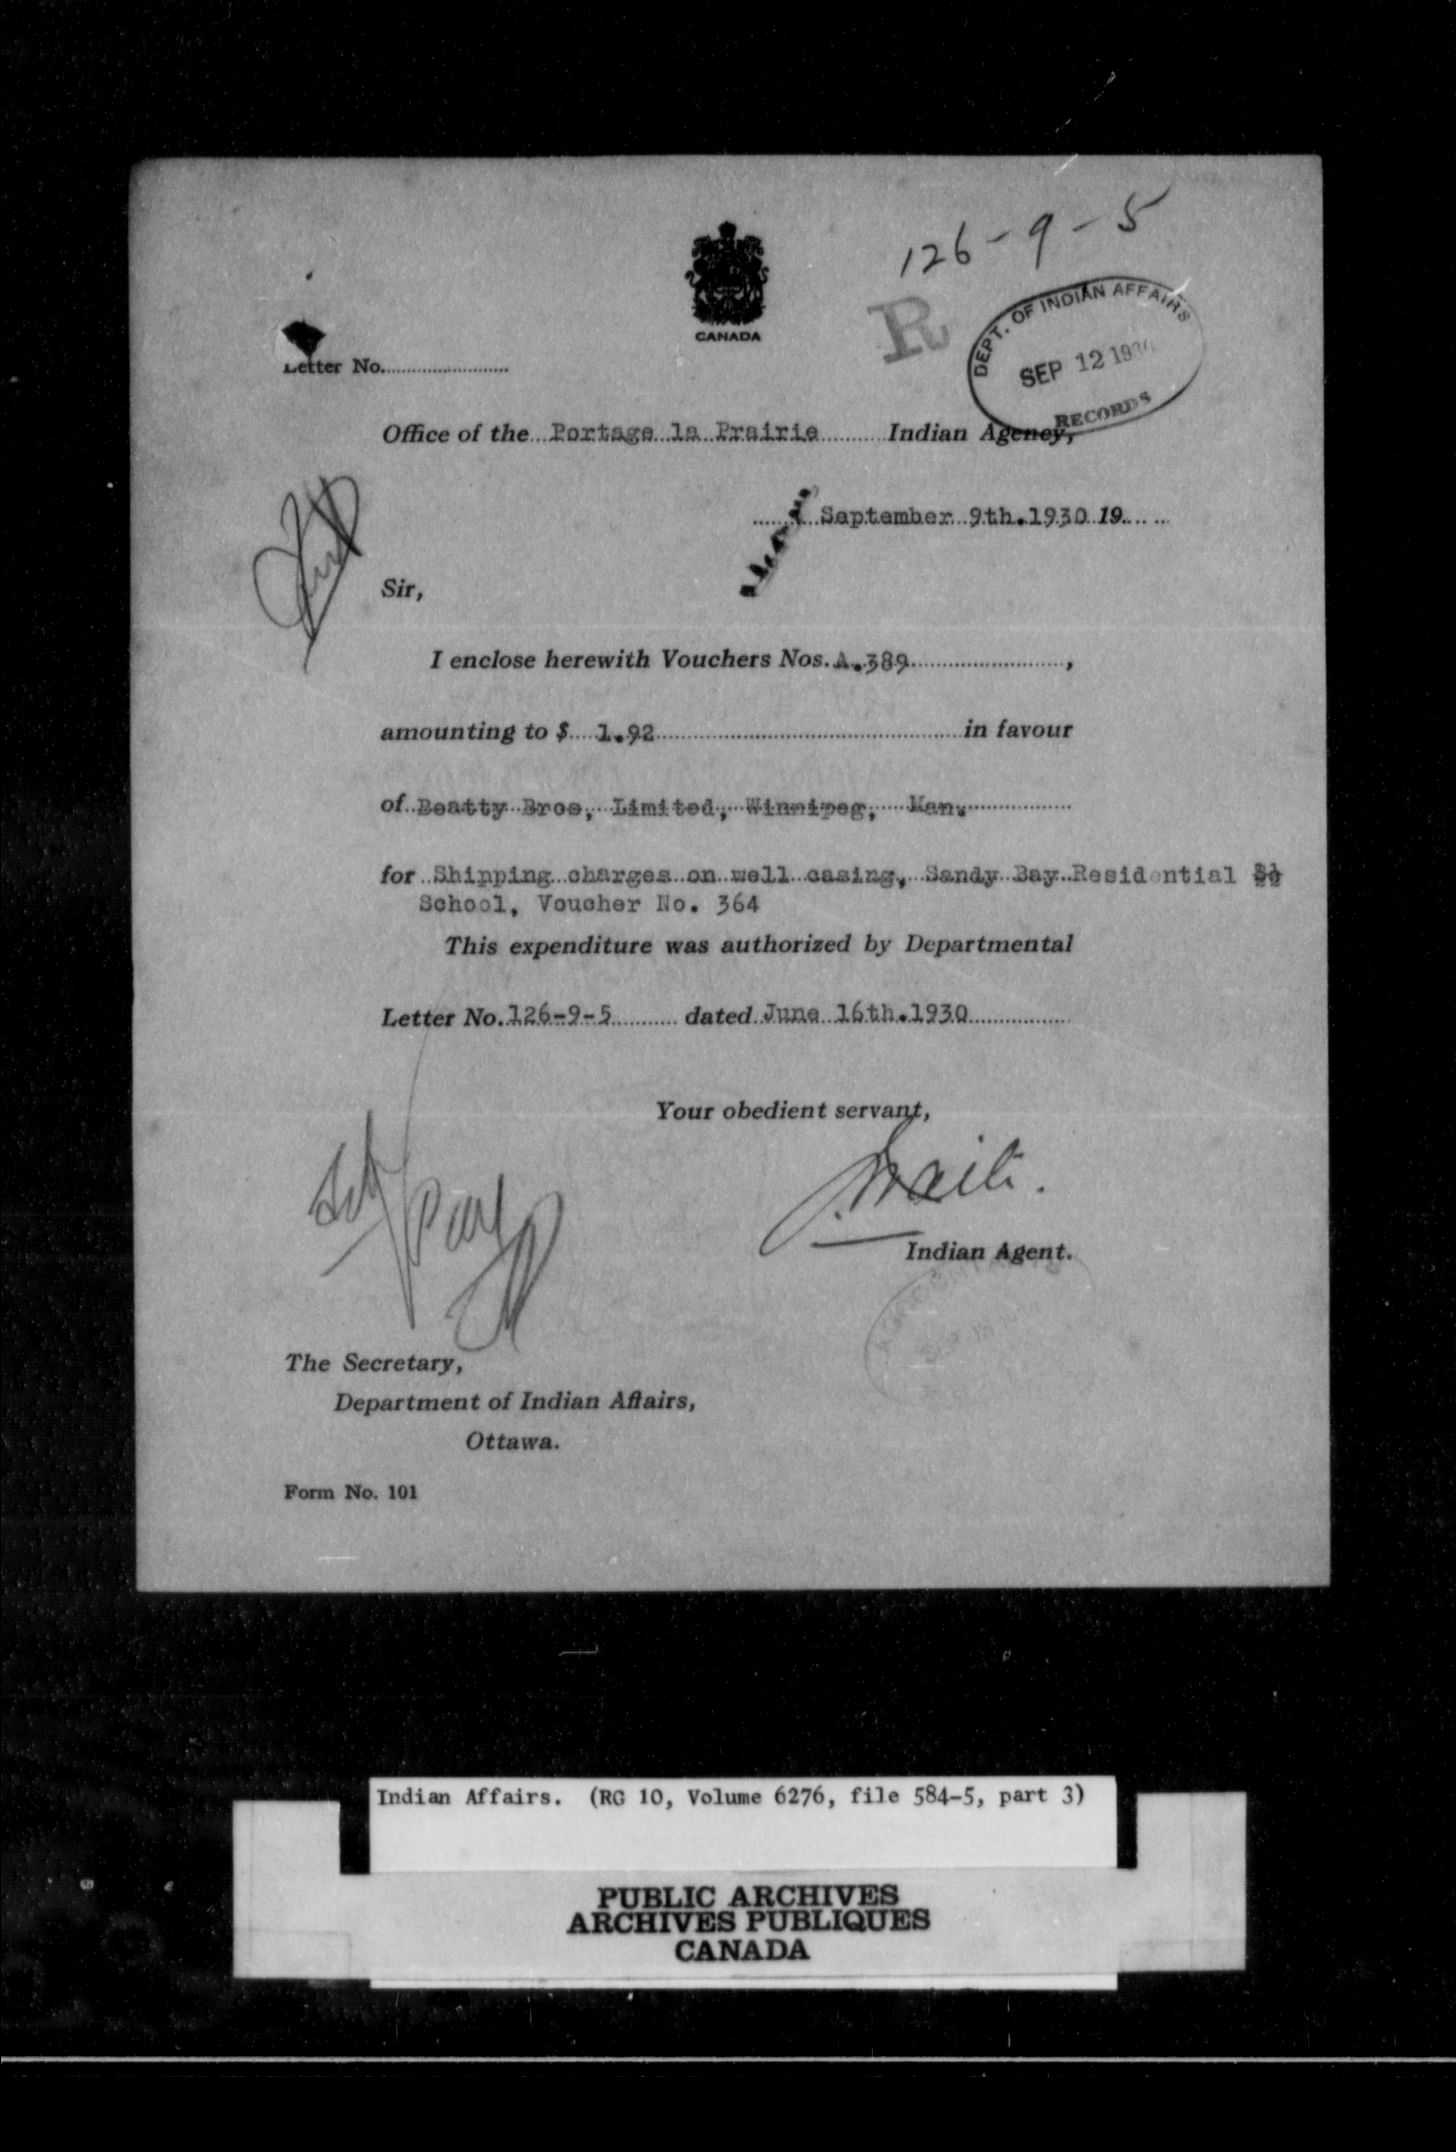 126-9-5
CANADA
R
DEPT. OF INDIAN AFFAIRS
SEP 12 1930
RECORDS
Letter No.
Office of the Portage la Prairie Indian Agency,
September 9th.1930 19
Sir,
I enclose herewith Vouchers Nos. A.389,
amounting to $ 1.92 in favour
of Beatty Bros, Limited, Winnipeg, Man.
for Shipping charges on well casing, Sandy Bay Residential
School, Voucher No. 364
This expenditure was authorized by Departmental
Letter No. 126-9-5 dated June 16th.1930
Your obedient servant,
Indian Agent.
The Secretary,
Department of Indian Affairs,
Ottawa.
Form No. 101
Indian Affairs. (RG 10, Volume 6276, file 584-5, part 3)
PUBLIC ARCHIVES
ARCHIVES PUBLIQUES
CANADA